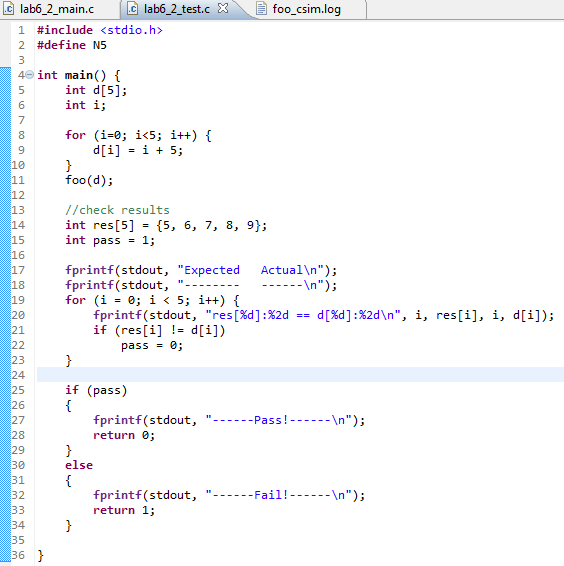 lab6_2_main.c lab6_2_test.c foo_csim.log
1 #include <stdio.h>
2 #define N5
3
4 int main() {
5 int d[5];
6 int i;
7
8 for (i=0; i<5; i++) {
9 d[i] = i + 5;
10 }
11 foo(d);
12
13 //check results
14 int res[5] = {5, 6, 7, 8, 9};
15 int pass = 1;
16
17 fprintf(stdout, "Expected   Actual\n");
18 fprintf(stdout, "--------   ------\n");
19 for (i = 0; i < 5; i++) {
20 fprintf(stdout, "res[%d]:%2d == d[%d]:%2d\n", i, res[i], i, d[i]);
21 if (res[i] != d[i])
22 pass = 0;
23 }
24
25 if (pass)
26 {
27 fprintf(stdout, "------Pass!------\n");
28 return 0;
29 }
30 else
31 {
32 fprintf(stdout, "------Fail!------\n");
33 return 1;
34 }
35
36 }